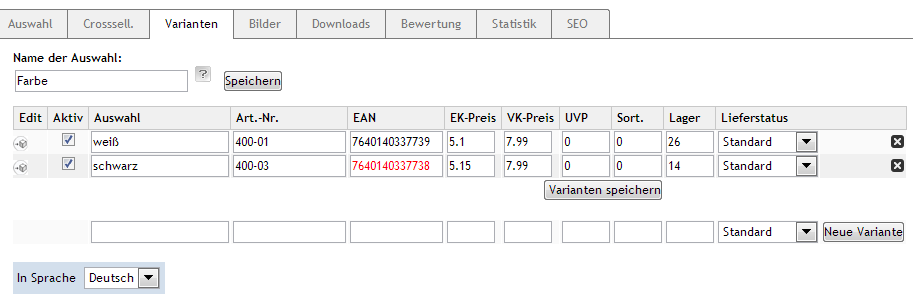 Auswahl Crosssell. Varianten Bilder Downloads Bewertung Statistik SEO
Name der Auswahl:
Farbe ? Speichern
Edit Aktiv Auswahl Art.-Nr. EAN EK-Preis VK-Preis UVP Sort. Lager Lieferstatus
weiß 400-01 7640140337739 5.1 7.99 0 0 26 Standard
schwarz 400-03 7640140337738 5.15 7.99 0 0 14 Standard
Varianten speichern
Standard Neue Variante
In Sprache Deutsch